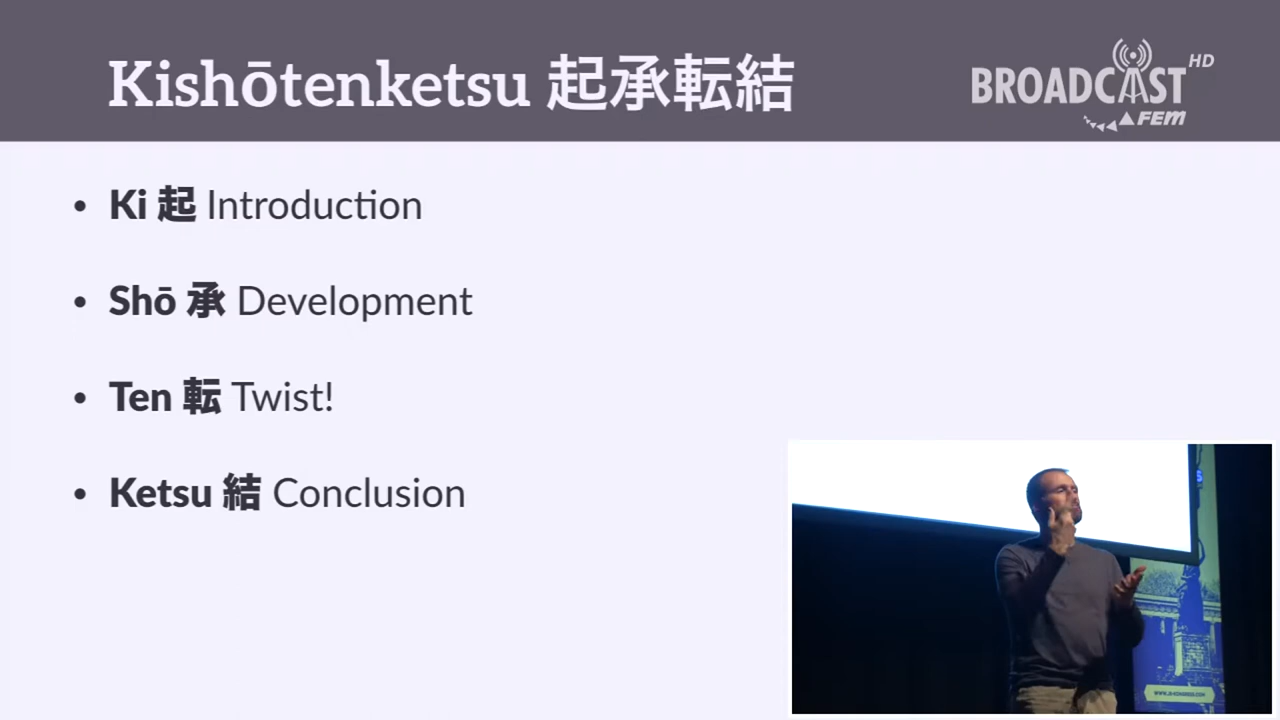 Kishōtenketsu 起承転結
BROADCAST HD
FEM
• Ki 起 Introduction
• Shō 承 Development
• Ten 転 Twist!
• Ketsu 結 Conclusion